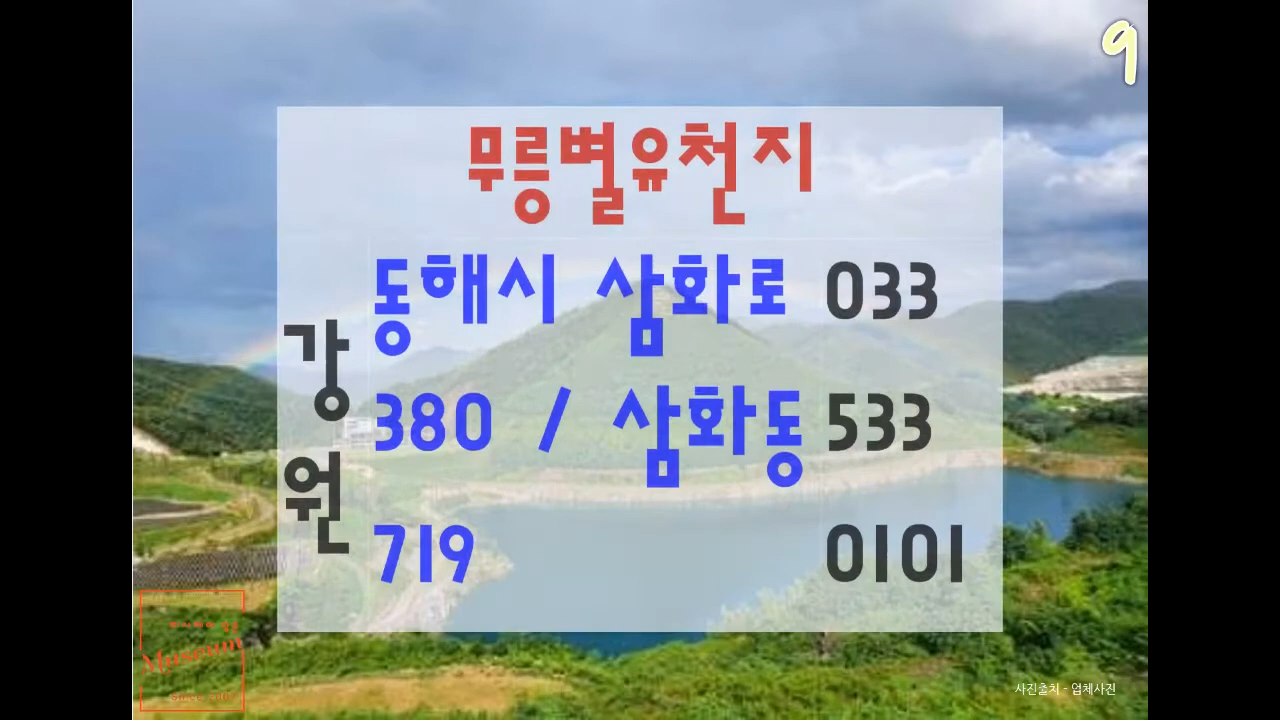 9
무릉별유천지
강원
동해시 삼화로
380 / 삼화동
719
033
533
0101
Museum
사진출처 - 업체사진